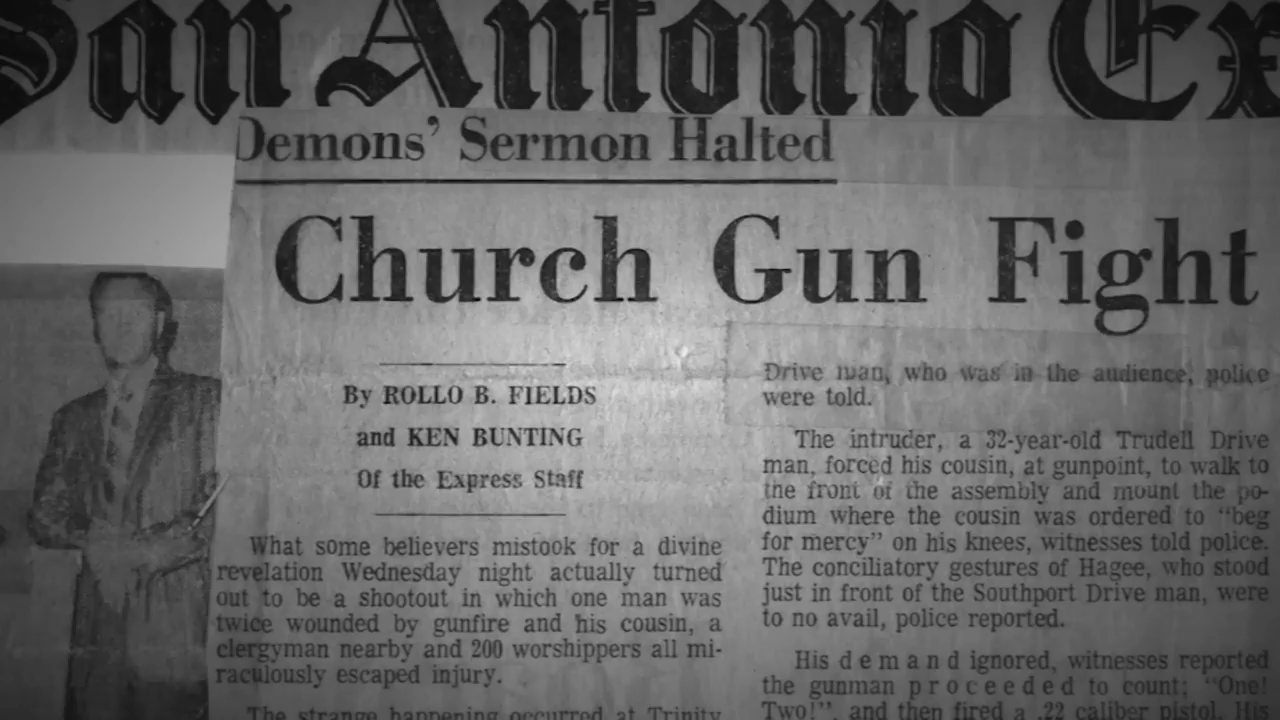 San Antonio Ex
Demons' Sermon Halted
Church Gun Fight
By ROLLO B. FIELDS
and KEN BUNTING
Of the Express Staff
What some believers mistook for a divine
revelation Wednesday night actually turned
out to be a shootout in which one man was
twice wounded by gunfire and his cousin, a
clergyman nearby and 200 worshippers all mi-
raculously escaped injury.
The strange happening occurred at Trinity
Drive man, who was in the audience, police
were told.
The intruder, a 32-year-old Trudell Drive
man, forced his cousin, at gunpoint, to walk to
the front of the assembly and mount the po-
dium where the cousin was ordered to "beg
for mercy" on his knees, witnesses told police.
The conciliatory gestures of Hagee, who stood
just in front of the Southport Drive man, were
to no avail, police reported.
His demand ignored, witnesses reported
the gunman proceeded to count: "One!
Two!", and then fired a .22 caliber pistol. His